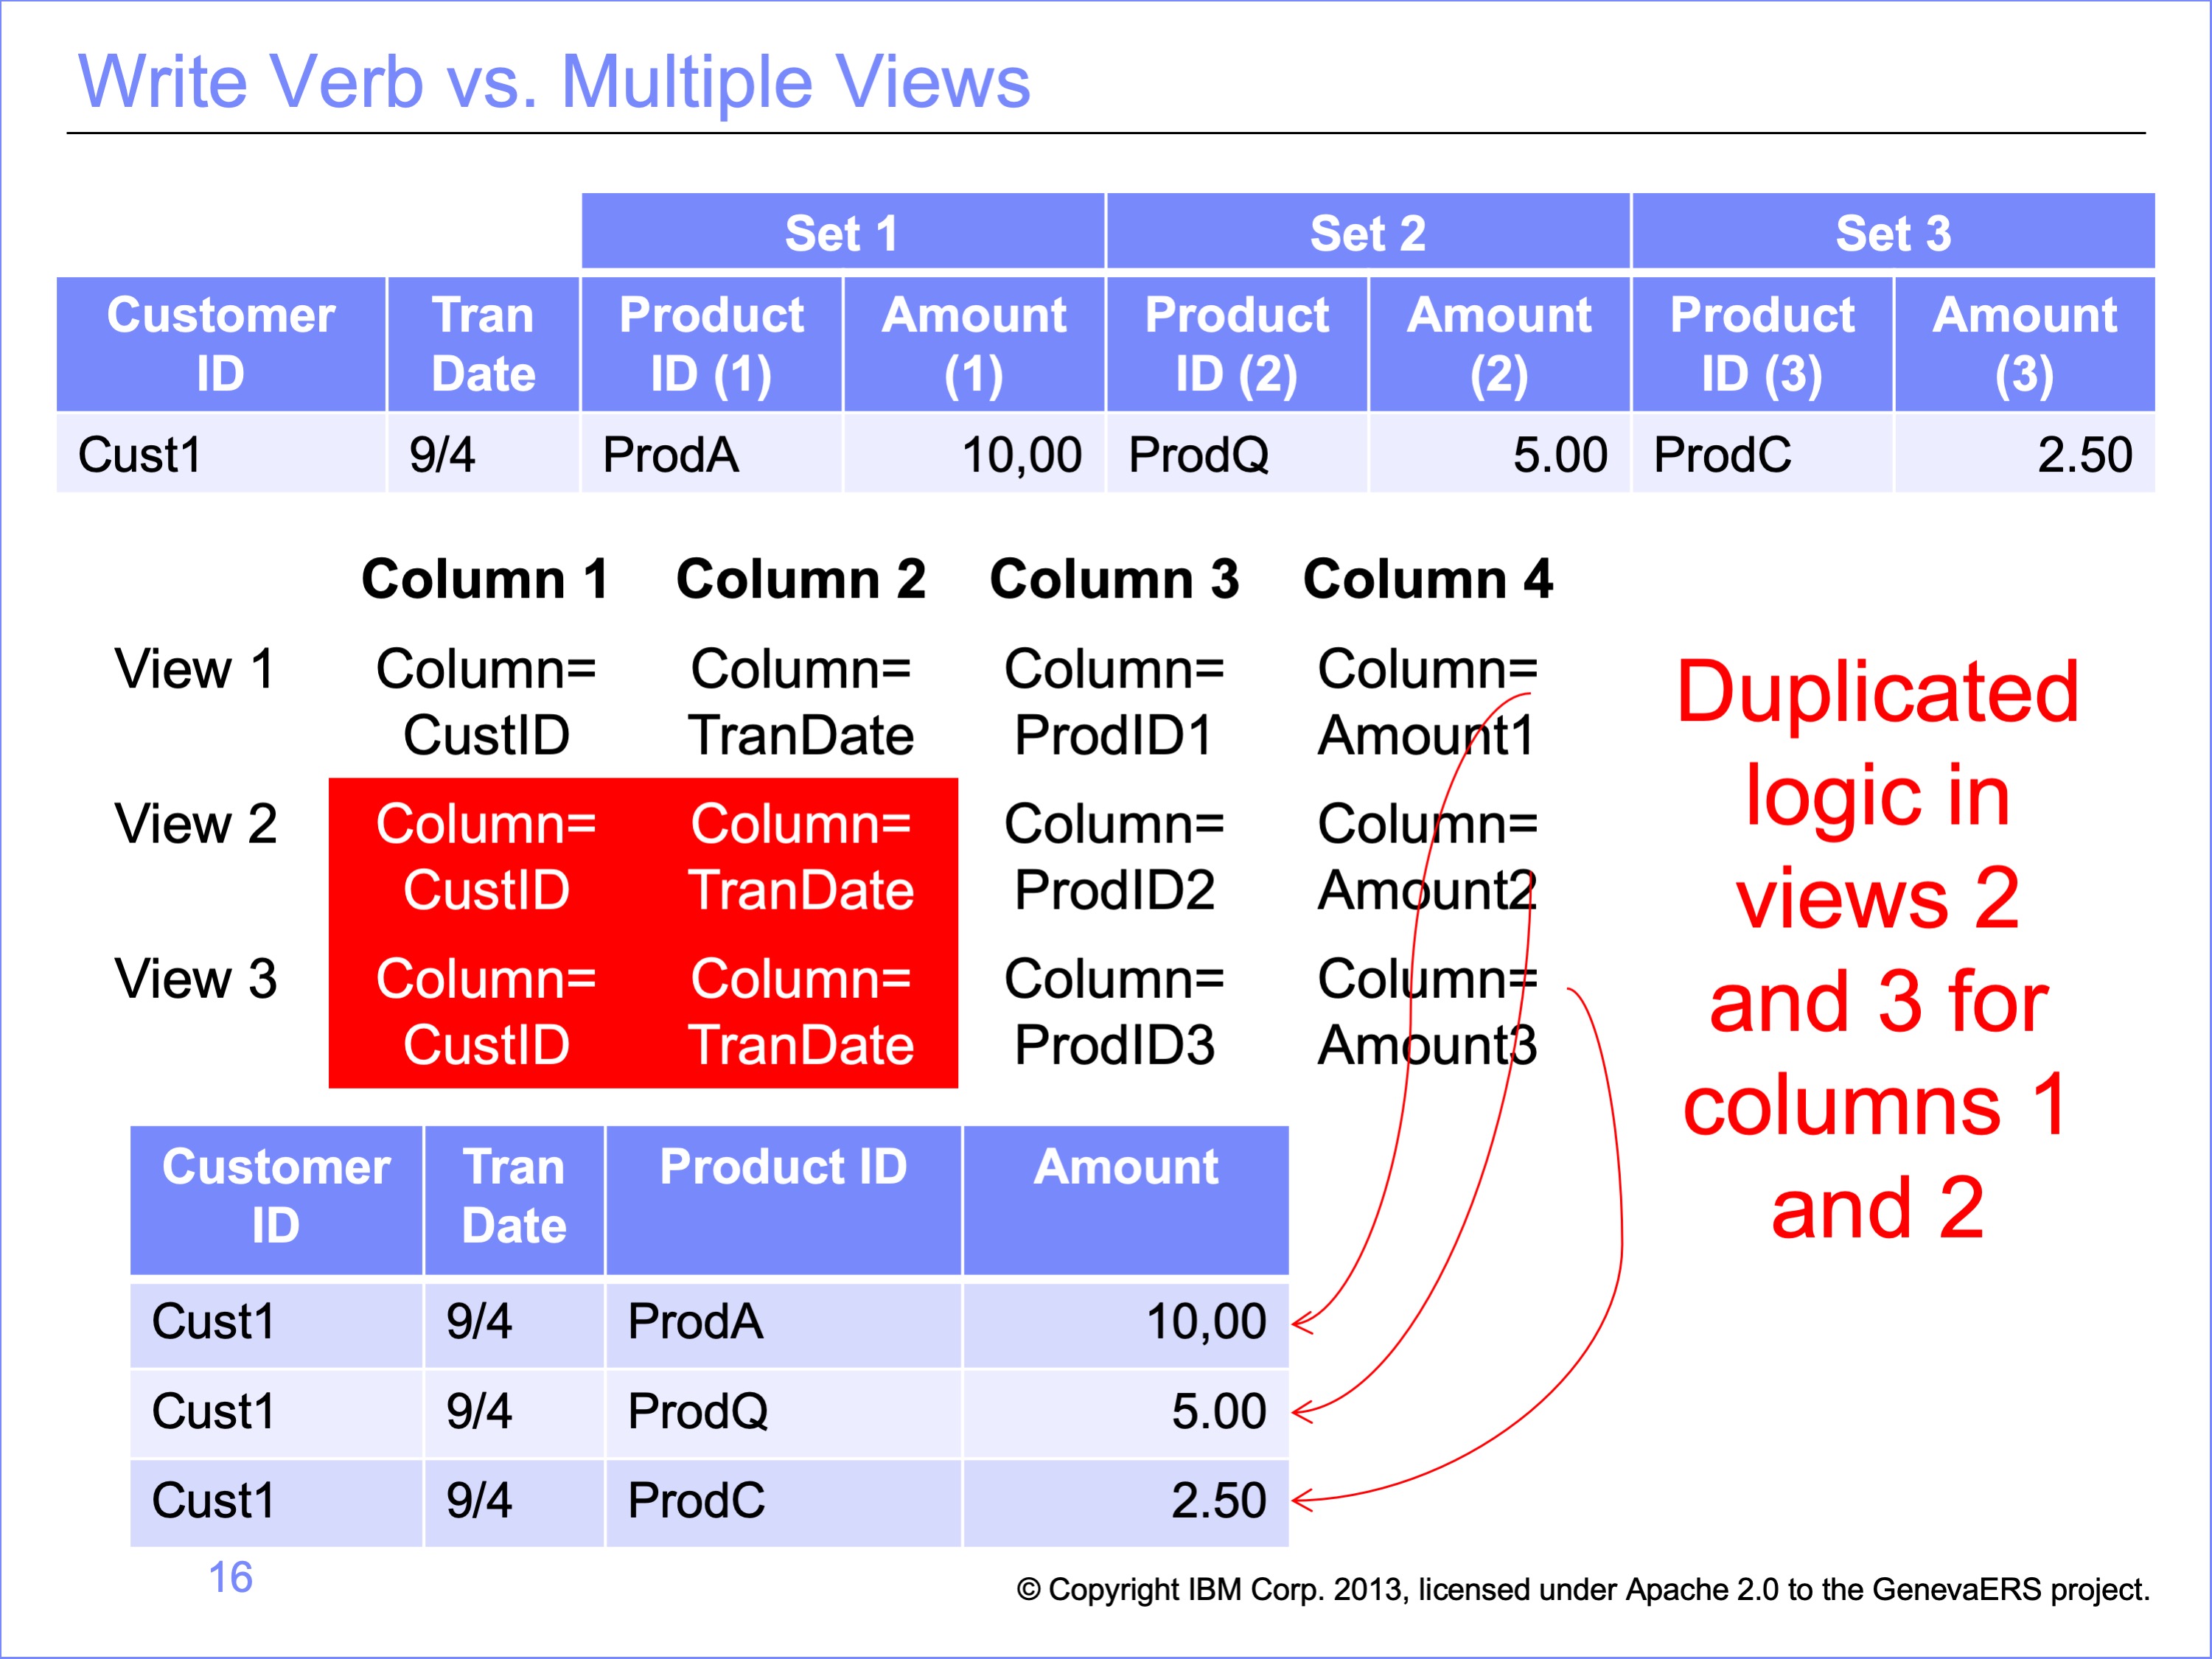 Write Verb vs. Multiple Views
Set 1 Set 2 Set 3
Customer ID Tran Date Product ID (1) Amount (1) Product ID (2) Amount (2) Product ID (3) Amount (3)
Cust1 9/4 ProdA 10,00 ProdQ 5.00 ProdC 2.50
Column 1 Column 2 Column 3 Column 4
View 1 Column= CustID Column= TranDate Column= ProdID1 Column= Amount1
View 2 Column= CustID Column= TranDate Column= ProdID2 Column= Amount2
View 3 Column= CustID Column= TranDate Column= ProdID3 Column= Amount3
Duplicated
logic in
views 2
and 3 for
columns 1
and 2
Customer ID Tran Date Product ID Amount
Cust1 9/4 ProdA 10,00
Cust1 9/4 ProdQ 5.00
Cust1 9/4 ProdC 2.50
16
© Copyright IBM Corp. 2013, licensed under Apache 2.0 to the GenevaERS project.